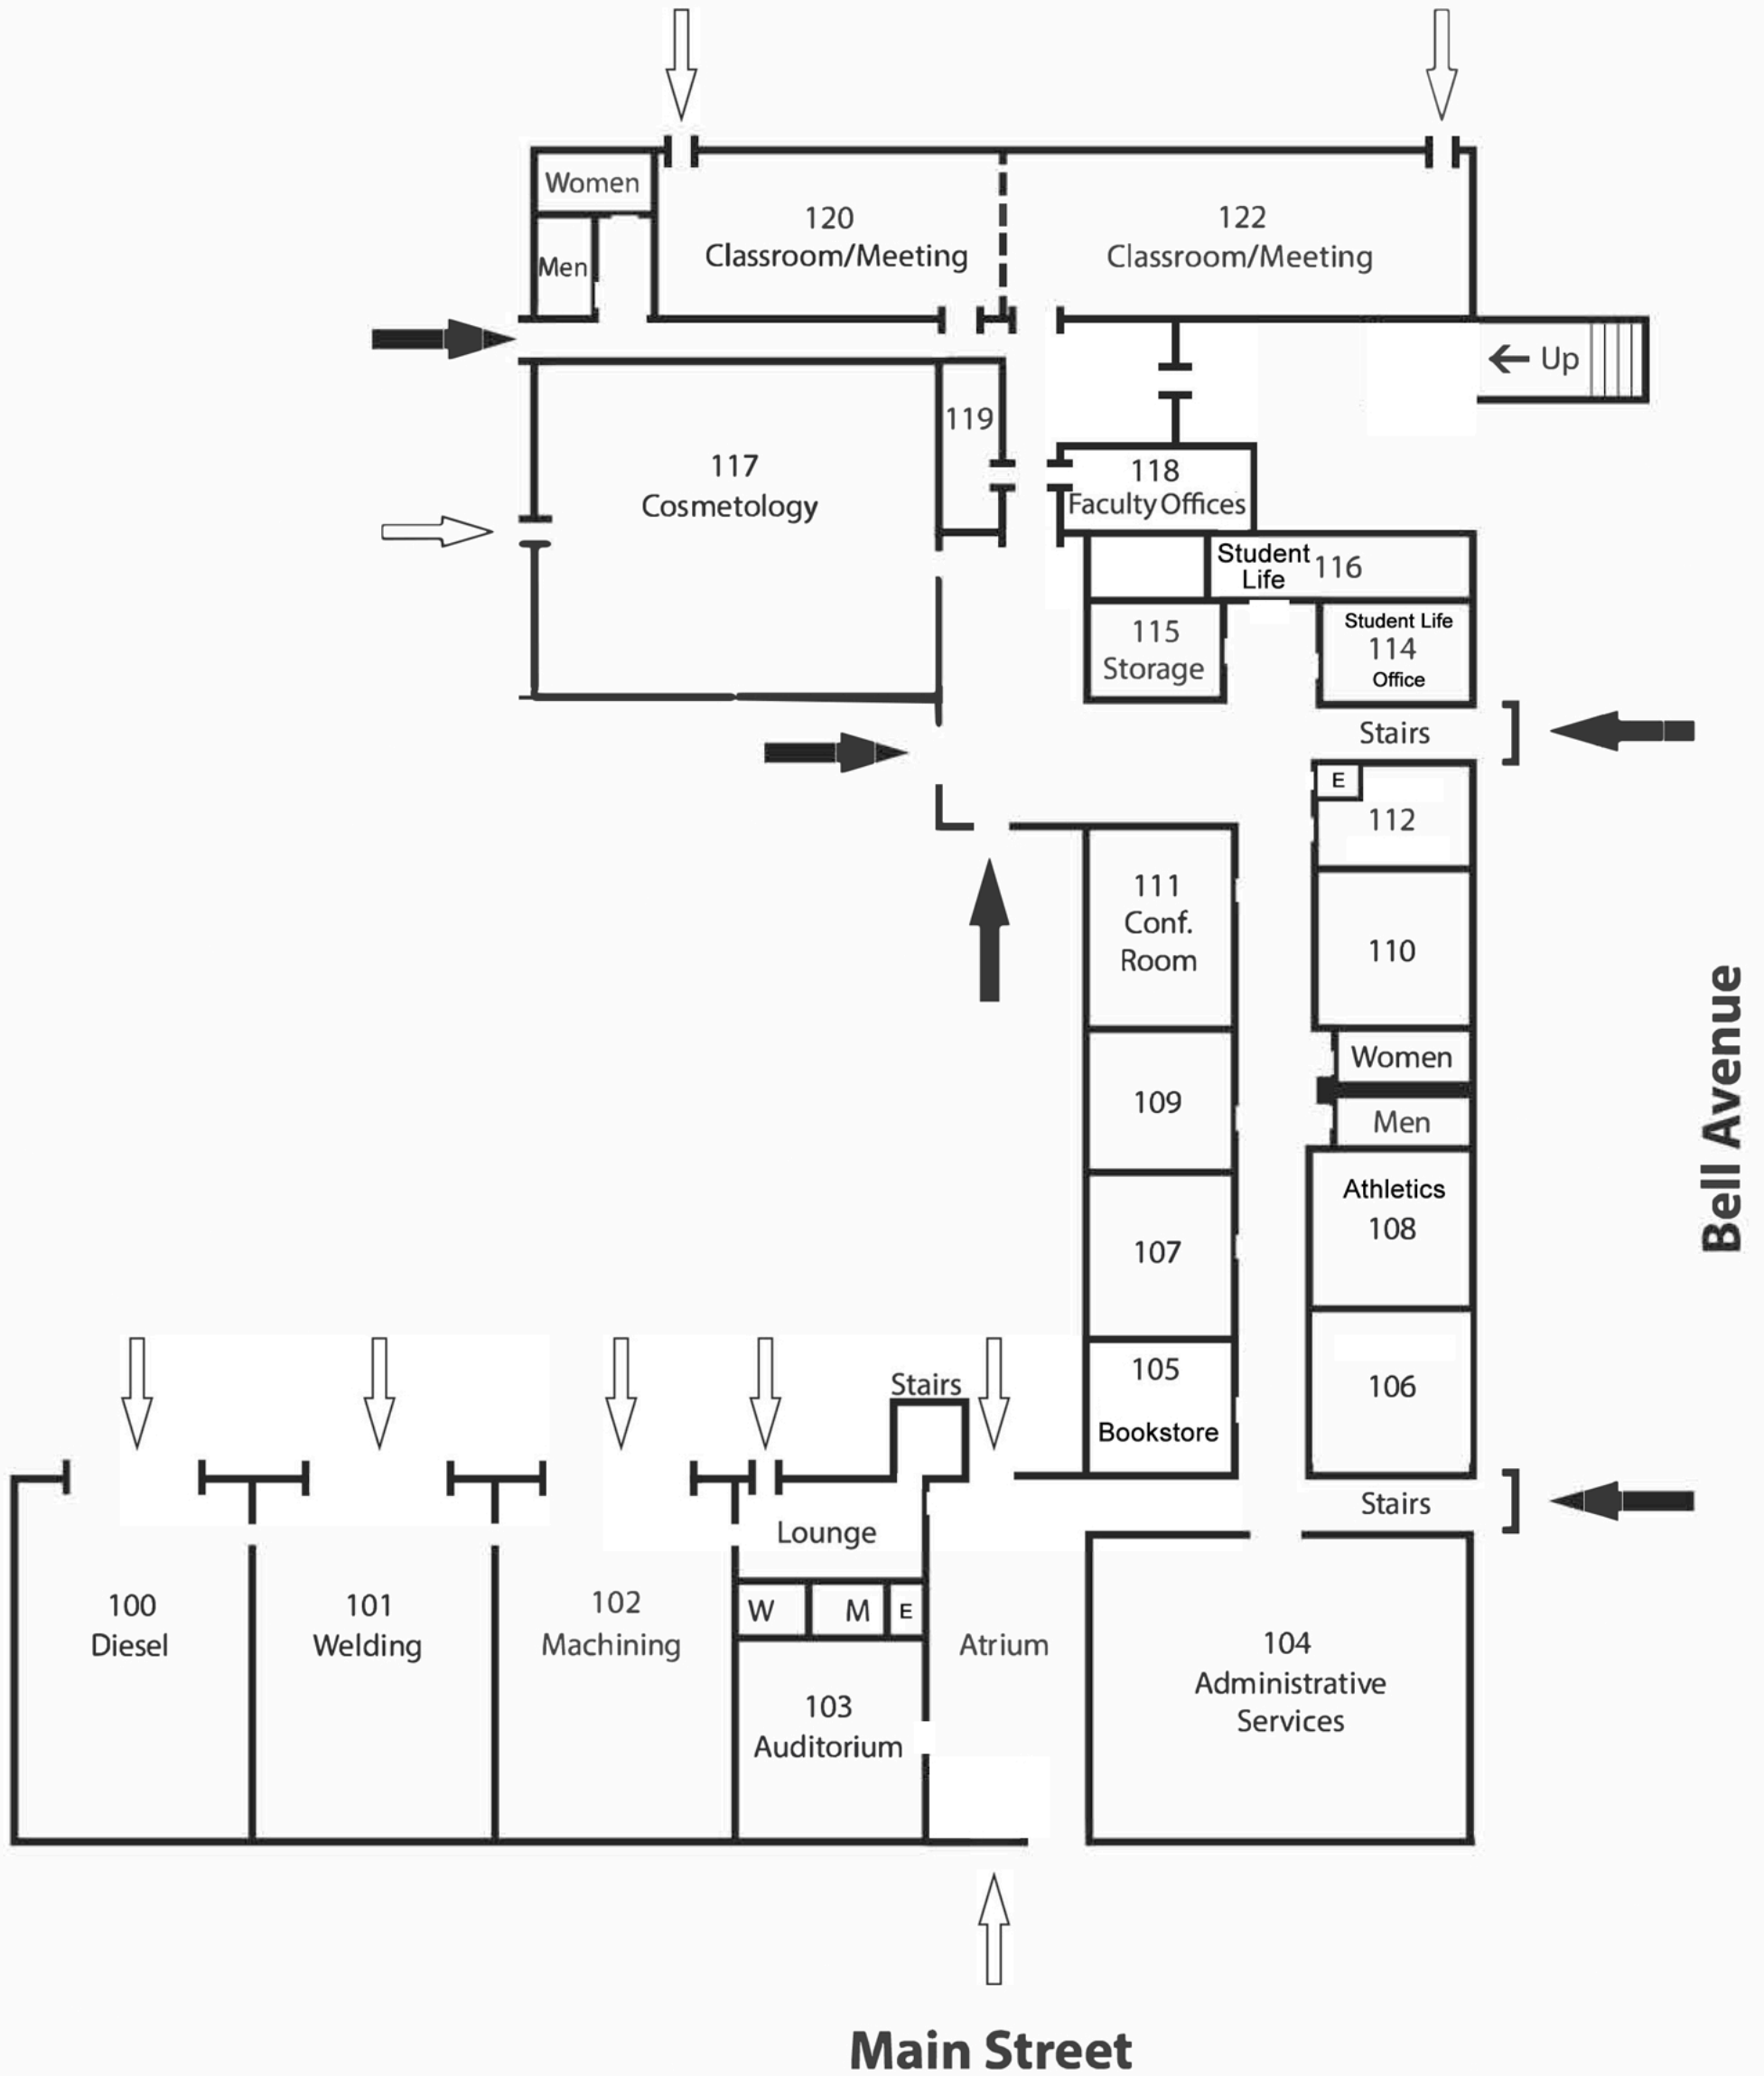 Women
120
Classroom/Meeting
122
Classroom/Meeting
Men
Up
119
117
Cosmetology
118
Faculty Offices
Student
Life
116
115
Storage
Student Life
114
Office
Stairs
E
112
111
Conf.
Room
110
Women
109
Men
Athletics
108
107
105
Bookstore
106
Bell Avenue
Stairs
Stairs
Lounge
100
Diesel
101
Welding
102
Machining
W
M
E
Atrium
103
Auditorium
104
Administrative
Services
Main Street